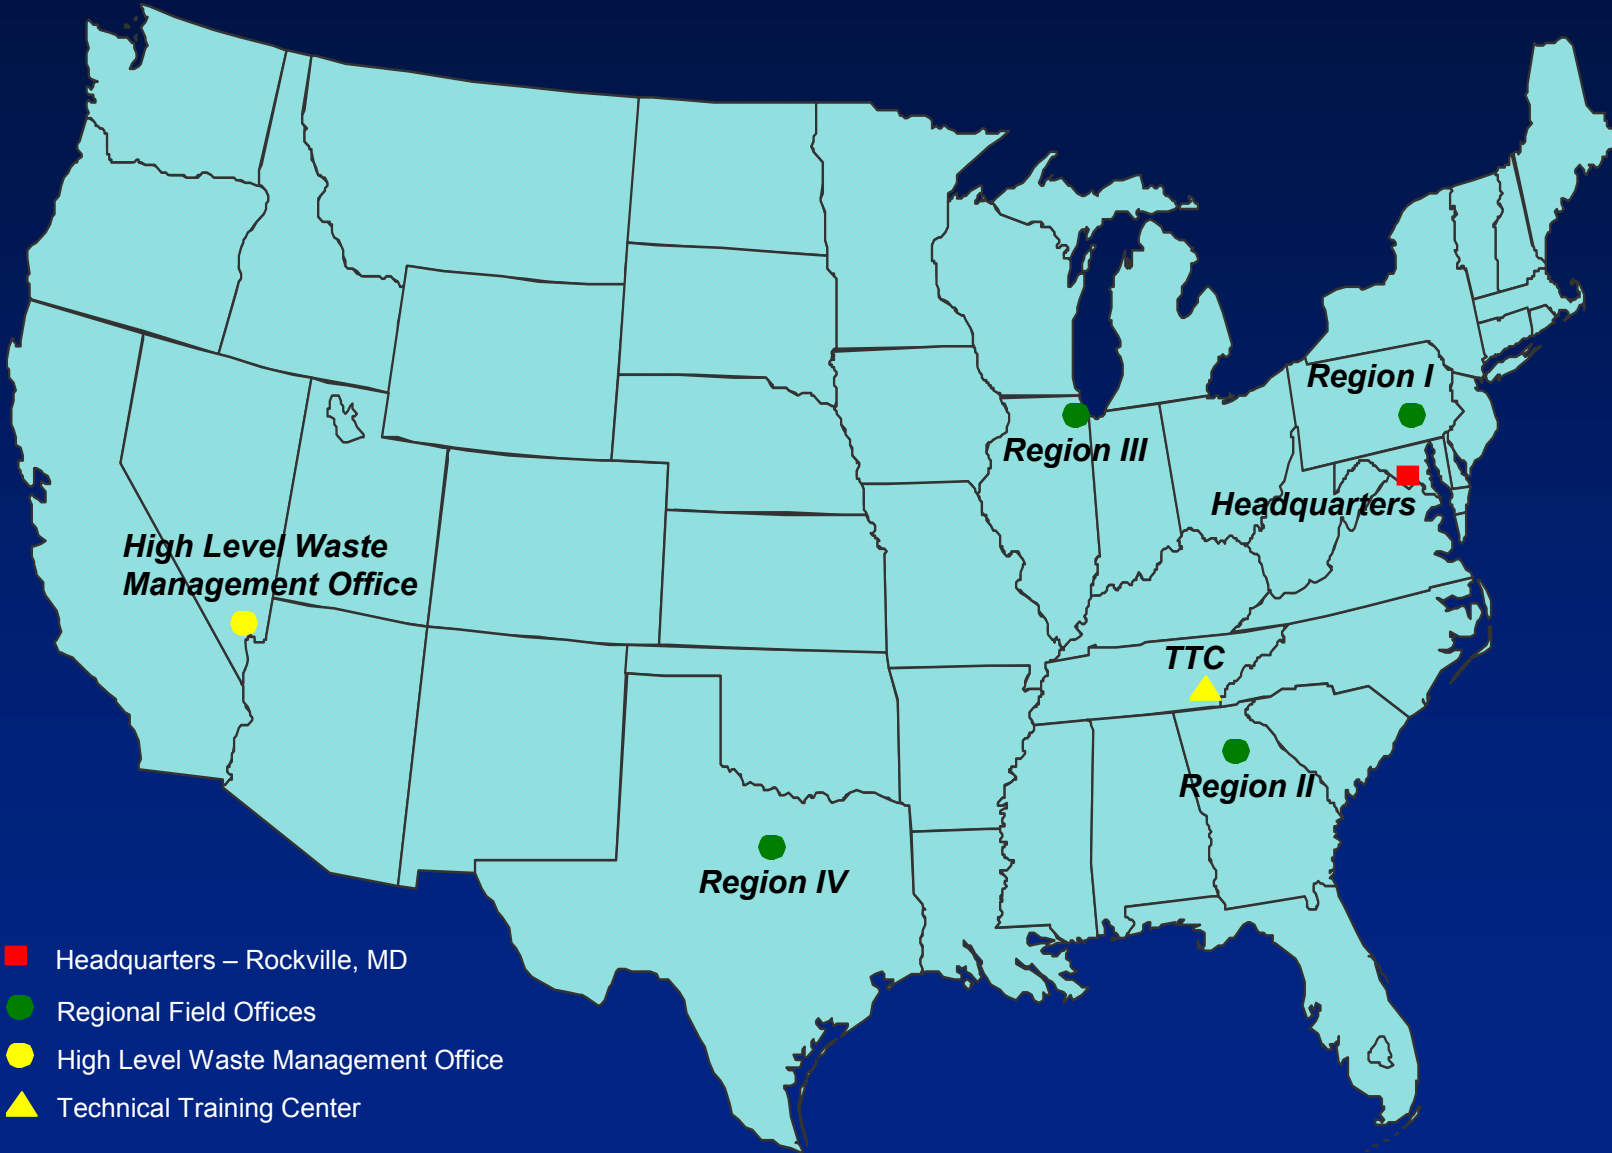 Region I
Region III
Headquarters
High Level Waste
Management Office
TTC
Region II
Region IV
Headquarters – Rockville, MD
Regional Field Offices
High Level Waste Management Office
Technical Training Center